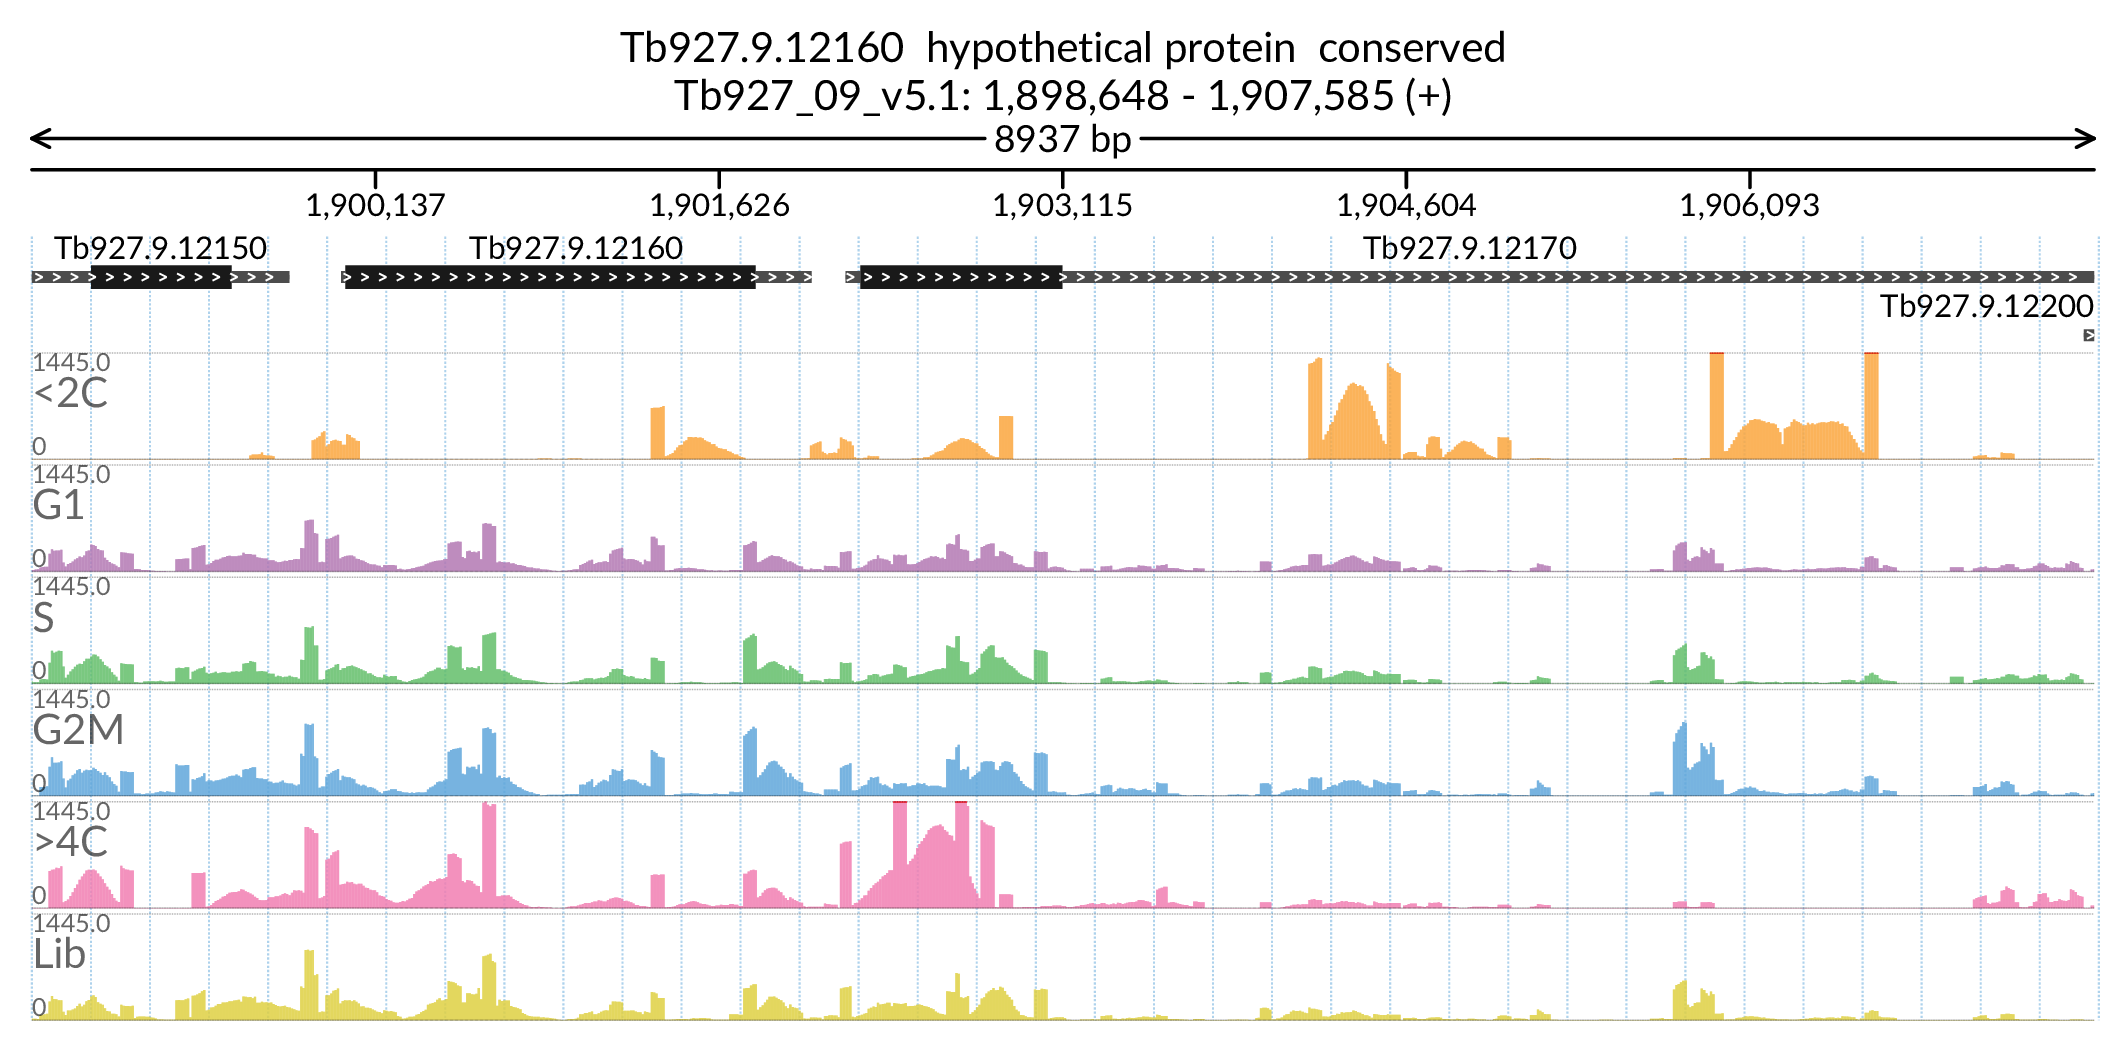 Tb927.9.12160  hypothetical protein  conserved
Tb927_09_v5.1: 1,898,648 - 1,907,585 (+)
8937 bp
1,900,137 1,901,626 1,903,115 1,904,604 1,906,093
Tb927.9.12150 Tb927.9.12160 Tb927.9.12170
Tb927.9.12200
1445.0
<2C
0
1445.0
G1
0
1445.0
S
0
1445.0
G2M
0
1445.0
>4C
0
1445.0
Lib
0